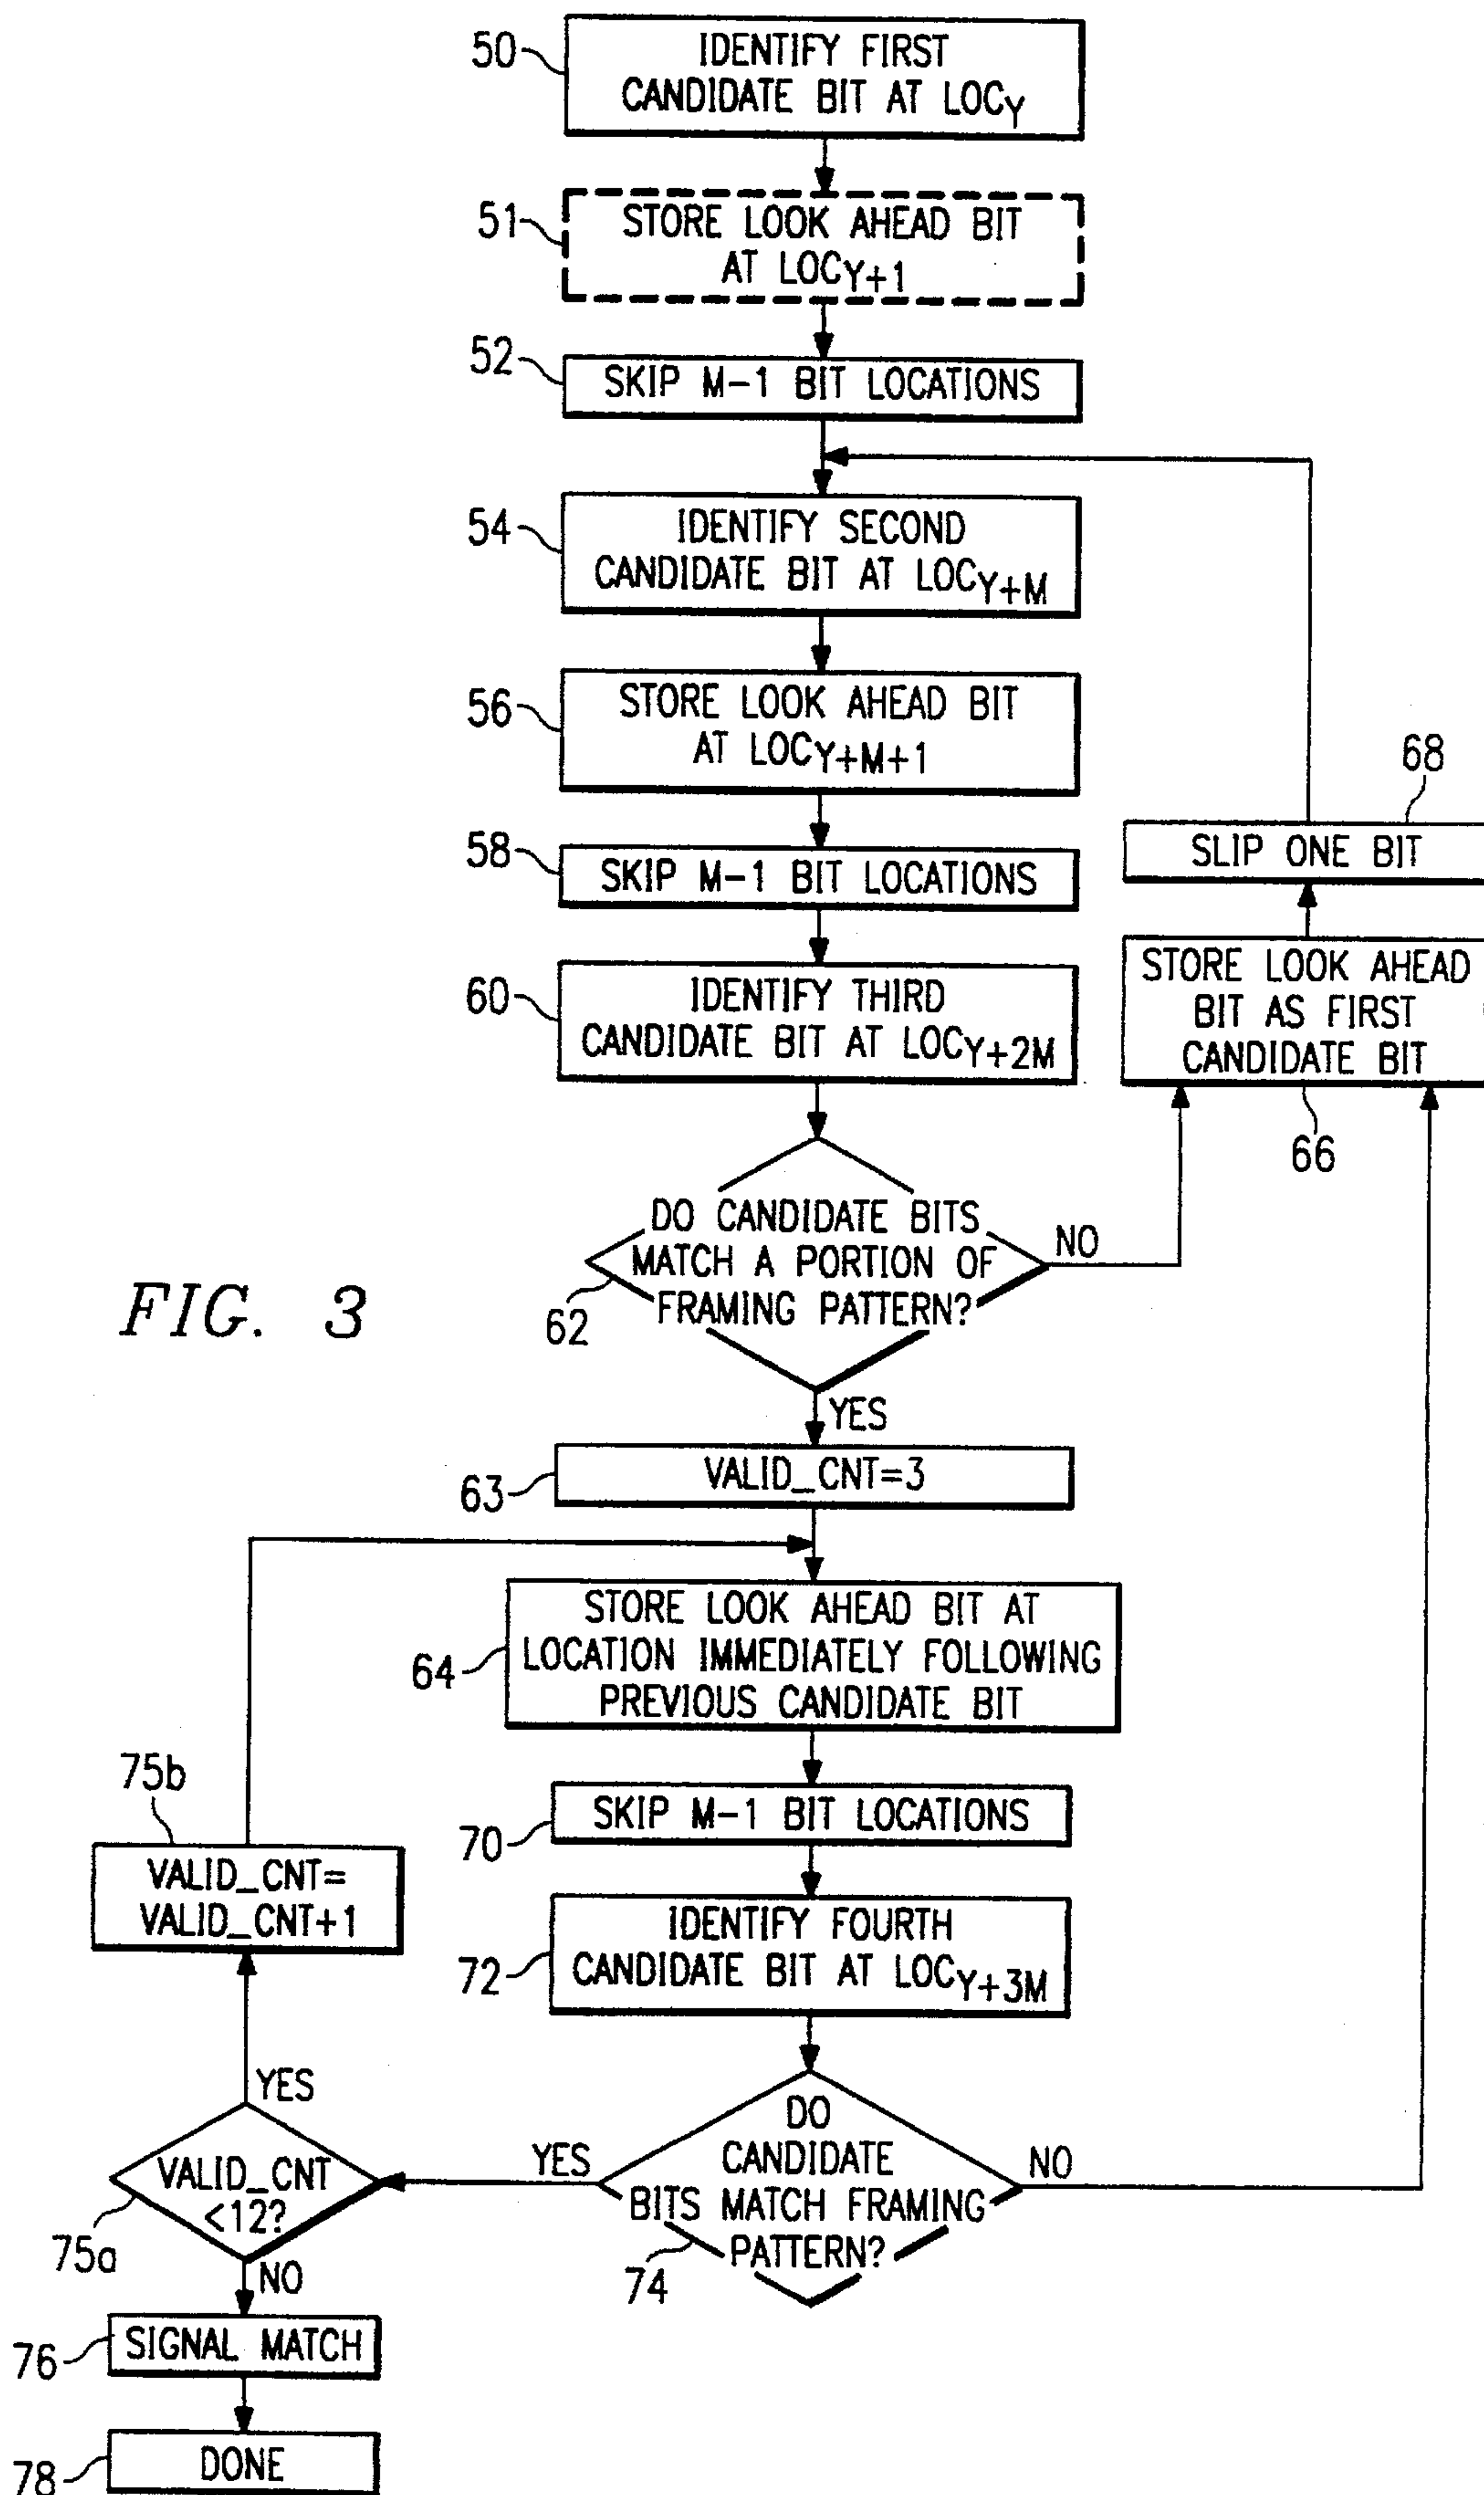 50
IDENTIFY FIRST
CANDIDATE BIT AT LOCY
51
STORE LOOK AHEAD BIT
AT LOCY+1
52
SKIP M-1 BIT LOCATIONS
54
IDENTIFY SECOND
CANDIDATE BIT AT LOCY+M
56
STORE LOOK AHEAD BIT
AT LOCY+M+1
68
58
SKIP M-1 BIT LOCATIONS
SLIP ONE BIT
60
IDENTIFY THIRD
CANDIDATE BIT AT LOCY+2M
STORE LOOK AHEAD
BIT AS FIRST
CANDIDATE BIT
66
DO CANDIDATE BITS
MATCH A PORTION OF
FRAMING PATTERN?
NO
62
FIG. 3
YES
63
VALID_CNT=3
64
STORE LOOK AHEAD BIT AT
LOCATION IMMEDIATELY FOLLOWING
PREVIOUS CANDIDATE BIT
75b
70
SKIP M-1 BIT LOCATIONS
VALID_CNT=
VALID_CNT+1
72
IDENTIFY FOURTH
CANDIDATE BIT AT LOCY+3M
YES
DO
CANDIDATE
BITS MATCH FRAMING
PATTERN?
YES
NO
74
VALID_CNT
<12?
75a
NO
76
SIGNAL MATCH
78
DONE